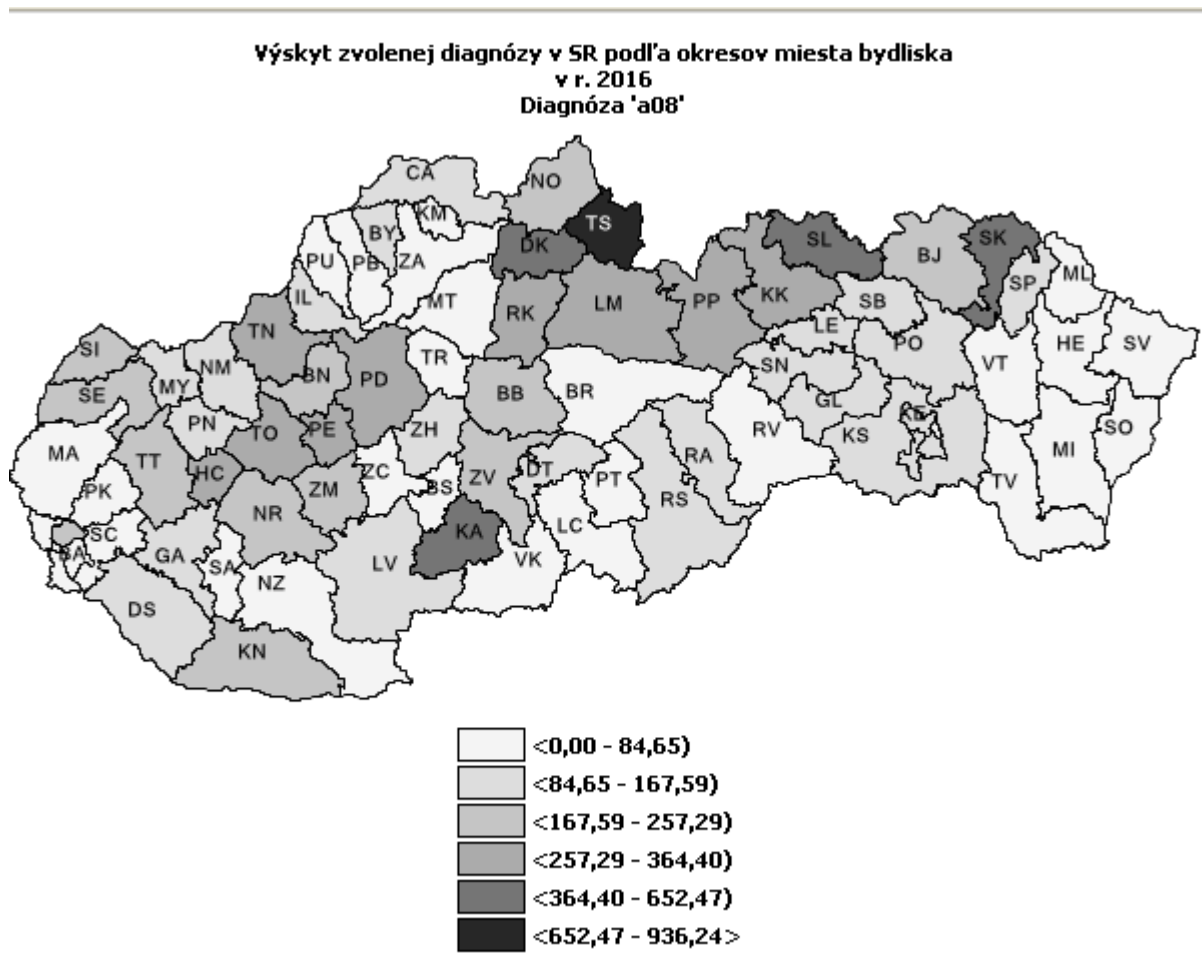 Výskyt zvolenej diagnózy v SR podľa okresov miesta bydliska
v r. 2016
Diagnóza 'a08'
CA
NO
KM
TS
BY
PU
PB
ZA
DK
SL
BJ
SK
ML
SP
IL
MT
RK
LM
PP
KK
SB
TN
LE
PO
HE
SV
SI
TR
VT
NM
BN
PD
SN
MY
SE
BB
BR
GL
PN
TO
PE
ZH
KE
KS
RV
SO
MA
TT
HC
ZC
ZV
DT
RA
MI
PK
ZM
BS
PT
RS
TV
NR
SC
KA
LC
BA
GA
SA
LV
VK
NZ
DS
KN
<0,00 - 84,65)
<84,65 - 167,59)
<167,59 - 257,29)
<257,29 - 364,40)
<364,40 - 652,47)
<652,47 - 936,24>